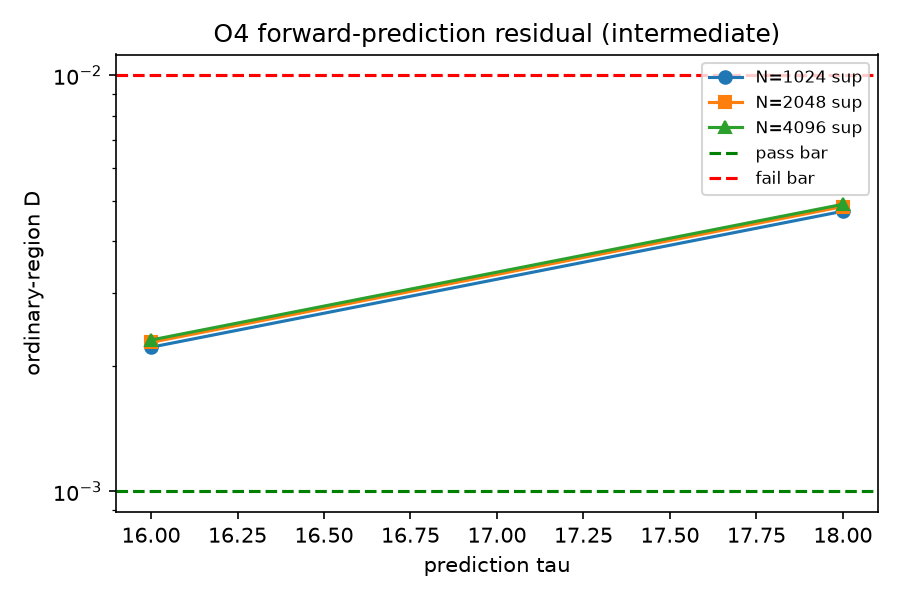 O4 forward-prediction residual (intermediate)
10⁻²
10⁻³
ordinary-region D
N=1024 sup
N=2048 sup
N=4096 sup
pass bar
fail bar
16.00 16.25 16.50 16.75 17.00 17.25 17.50 17.75 18.00
prediction tau